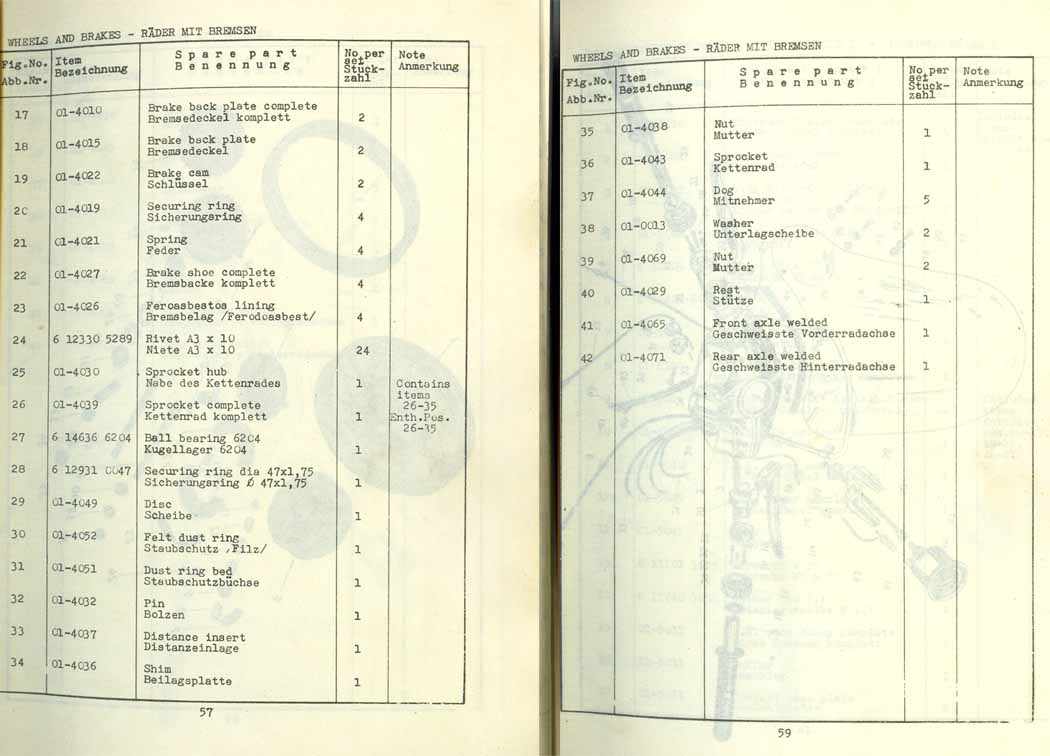 WHEELS AND BRAKES - RÄDER MIT BREMSEN
Fig.No. Abb.Nr. | Item Bezeichnung | Spare part Benennung | No per set Stückzahl | Note Anmerkung
17 01-4010 Brake back plate complete
Bremsedeckel komplett 2
18 01-4015 Brake back plate
Bremsedeckel 2
19 01-4022 Brake cam
Schlüssel 2
20 01-4019 Securing ring
Sicherungsring 4
21 01-4021 Spring
Feder 4
22 01-4027 Brake shoe complete
Bremsbacke komplett 4
23 01-4026 Feroasbestos lining
Bremsbelag /Ferodoasbest/ 4
24 6 12330 5289 Rivet A3 x 10
Niete A3 x 10 24
25 01-4030 Sprocket hub
Nabe des Kettenrades 1 Contains
items
26 01-4039 Sprocket complete 26-35
Kettenrad komplett 1 Enth.Pos.
26-35
27 6 14636 6204 Ball bearing 6204
Kugellager 6204 1
28 6 12931 0047 Securing ring dia 47x1,75
Sicherungsring Ø 47x1,75 1
29 01-4049 Disc
Scheibe 1
30 01-4052 Felt dust ring
Staubschutz /Filz/ 1
31 01-4051 Dust ring bed
Staubschutzbüchse 1
32 01-4032 Pin
Bolzen 1
33 01-4037 Distance insert
Distanzeinlage 1
34 01-4036 Shim
Beilagsplatte 1
57
WHEELS AND BRAKES - RÄDER MIT BREMSEN
Fig.No. Abb.Nr. | Item Bezeichnung | Spare part Benennung | No per set Stückzahl | Note Anmerkung
35 01-4038 Nut
Mutter 1
36 01-4043 Sprocket
Kettenrad 1
37 01-4044 Dog
Mitnehmer 5
38 01-0013 Washer
Unterlagscheibe 2
39 01-4069 Nut
Mutter 2
40 01-4029 Rest
Stütze 1
41 01-4065 Front axle welded
Geschweisste Vorderradachse 1
42 01-4071 Rear axle welded
Geschweisste Hinterradachse 1
59